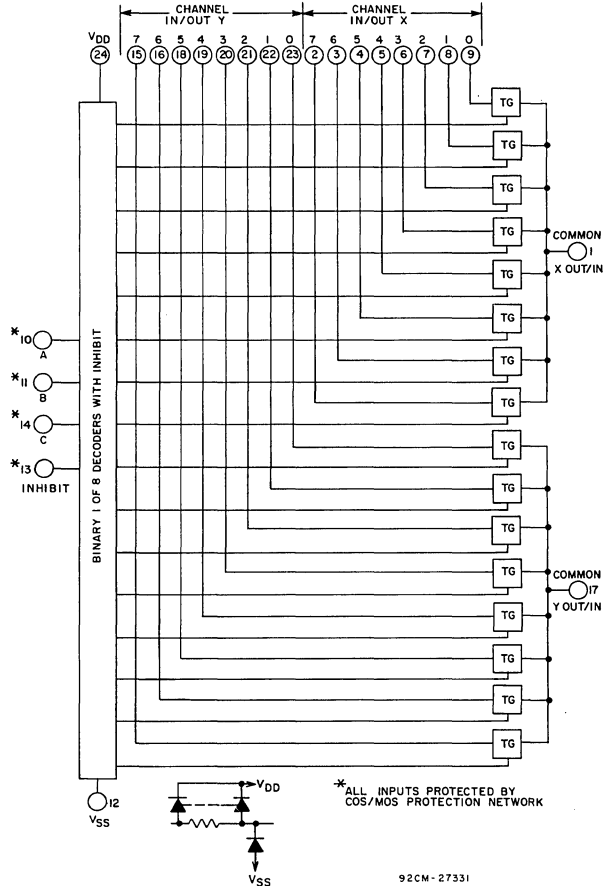 CHANNEL IN/OUT Y
CHANNEL IN/OUT X
VDD
7 6 5 4 3 2 1 0 7 6 5 4 3 2 1 0
24 15 16 18 19 20 21 22 23 2 3 4 5 6 7 8 9
TG
TG
TG
TG
COMMON
1
X OUT/IN
TG
TG
TG
TG
*10
A
*11
B
*14
C
*13
INHIBIT
BINARY 1 OF 8 DECODERS WITH INHIBIT
TG
TG
TG
TG
COMMON
17
Y OUT/IN
TG
TG
TG
TG
12
VSS
VDD
VSS
*ALL INPUTS PROTECTED BY
COS/MOS PROTECTION NETWORK
92CM-27331